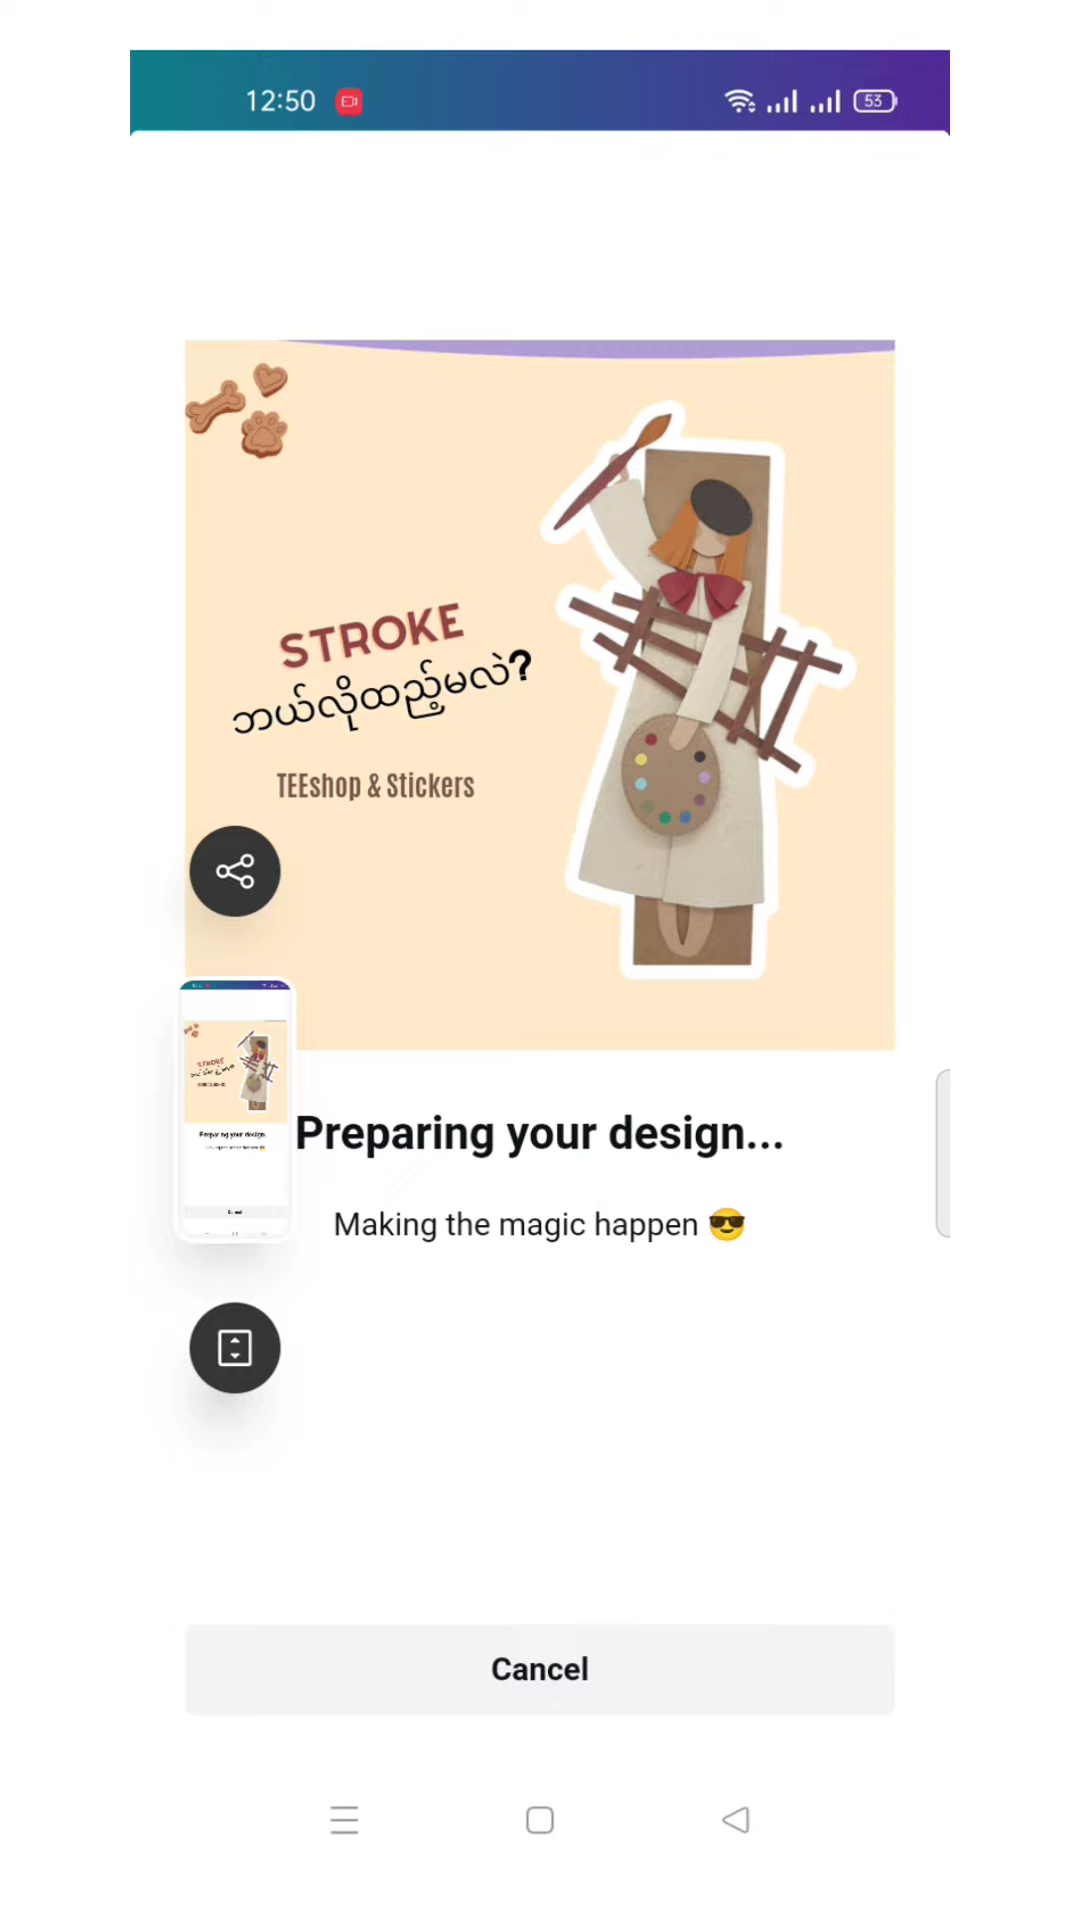 12:50
53
STROKE
ဘယ်လိုထည့်မလဲ?
TEEshop & Stickers
Preparing your design...
Making the magic happen 😎
Cancel